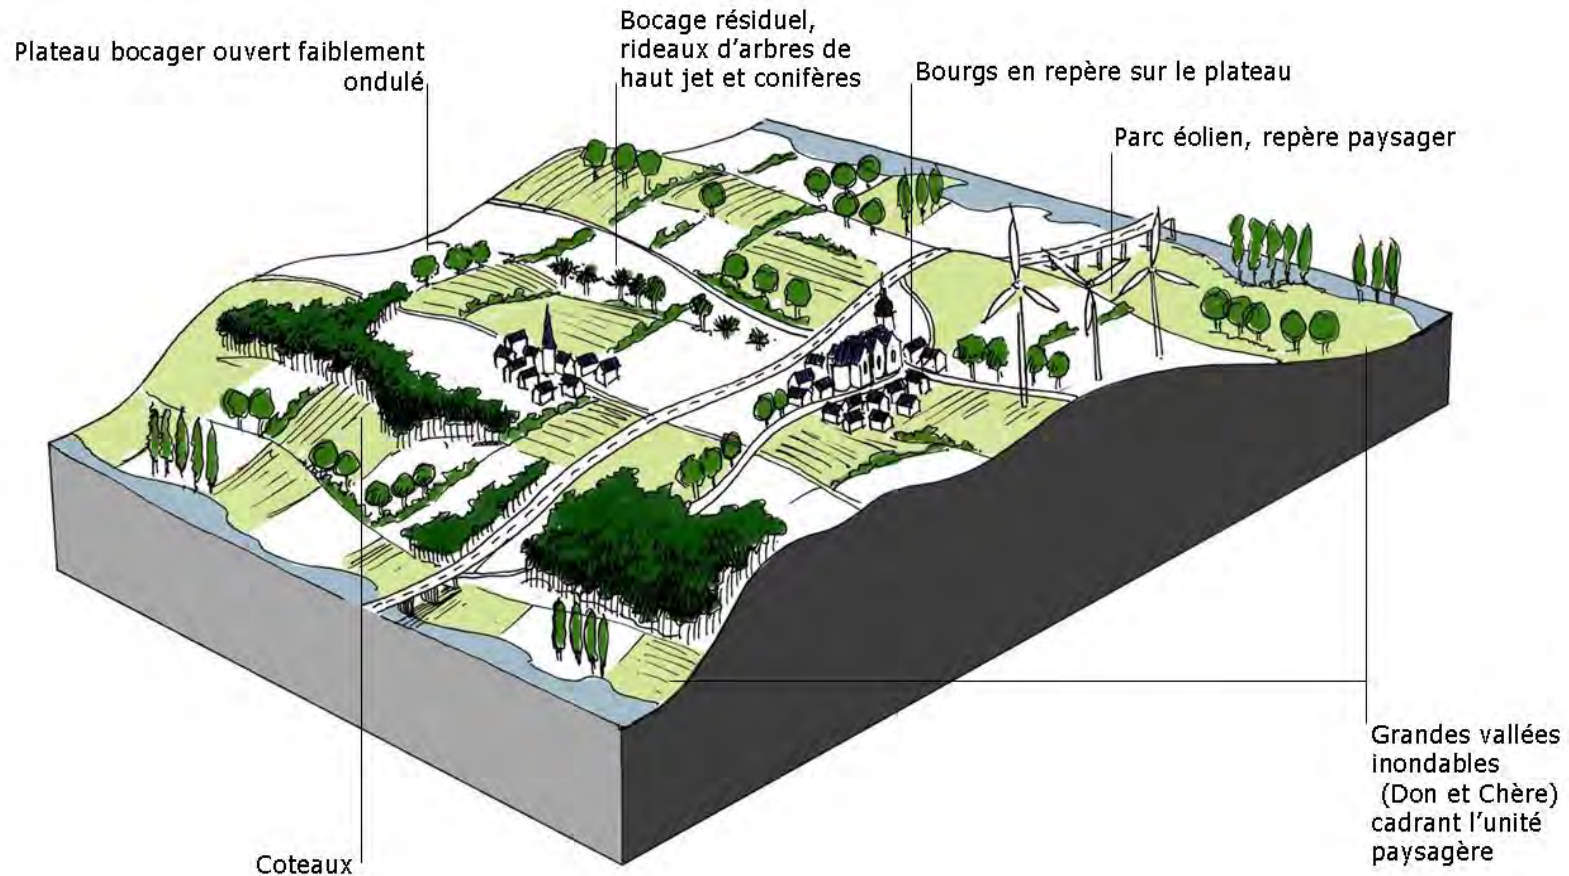 Plateau bocager ouvert faiblement
ondulé
Bocage résiduel,
rideaux d'arbres de
haut jet et conifères
Bourgs en repère sur le plateau
Parc éolien, repère paysager
Grandes vallées
inondables
(Don et Chère)
cadrant l'unité
paysagère
Coteaux